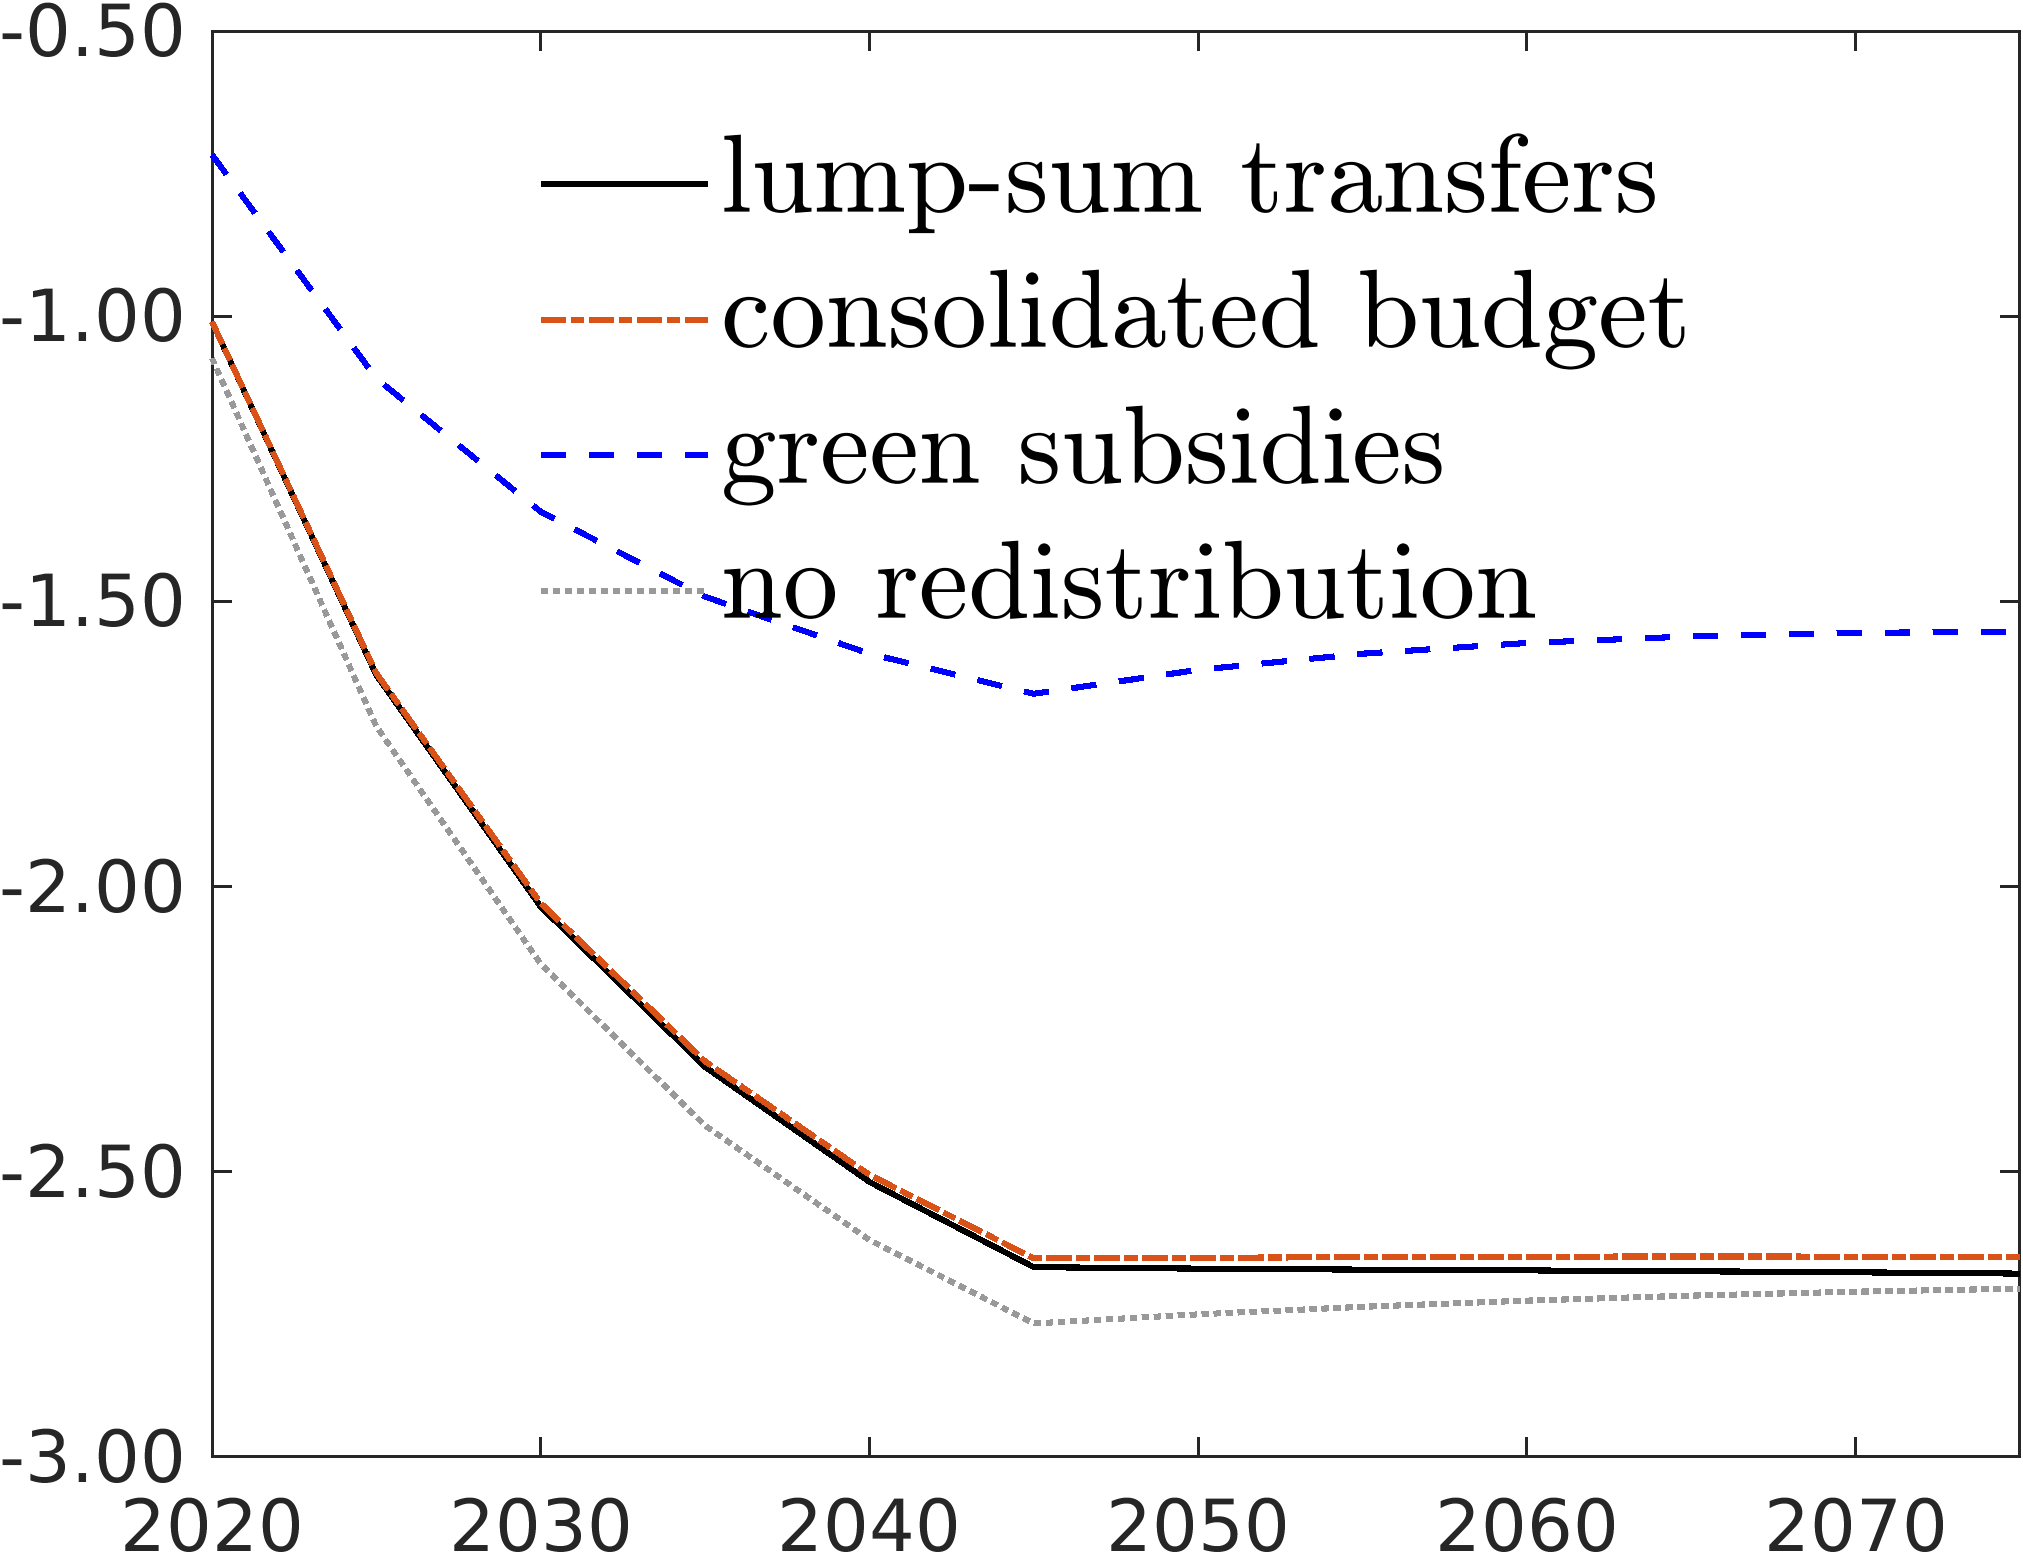 -0.50
-1.00
-1.50
-2.00
-2.50
-3.00
lump-sum transfers
consolidated budget
green subsidies
no redistribution
2020 2030 2040 2050 2060 2070